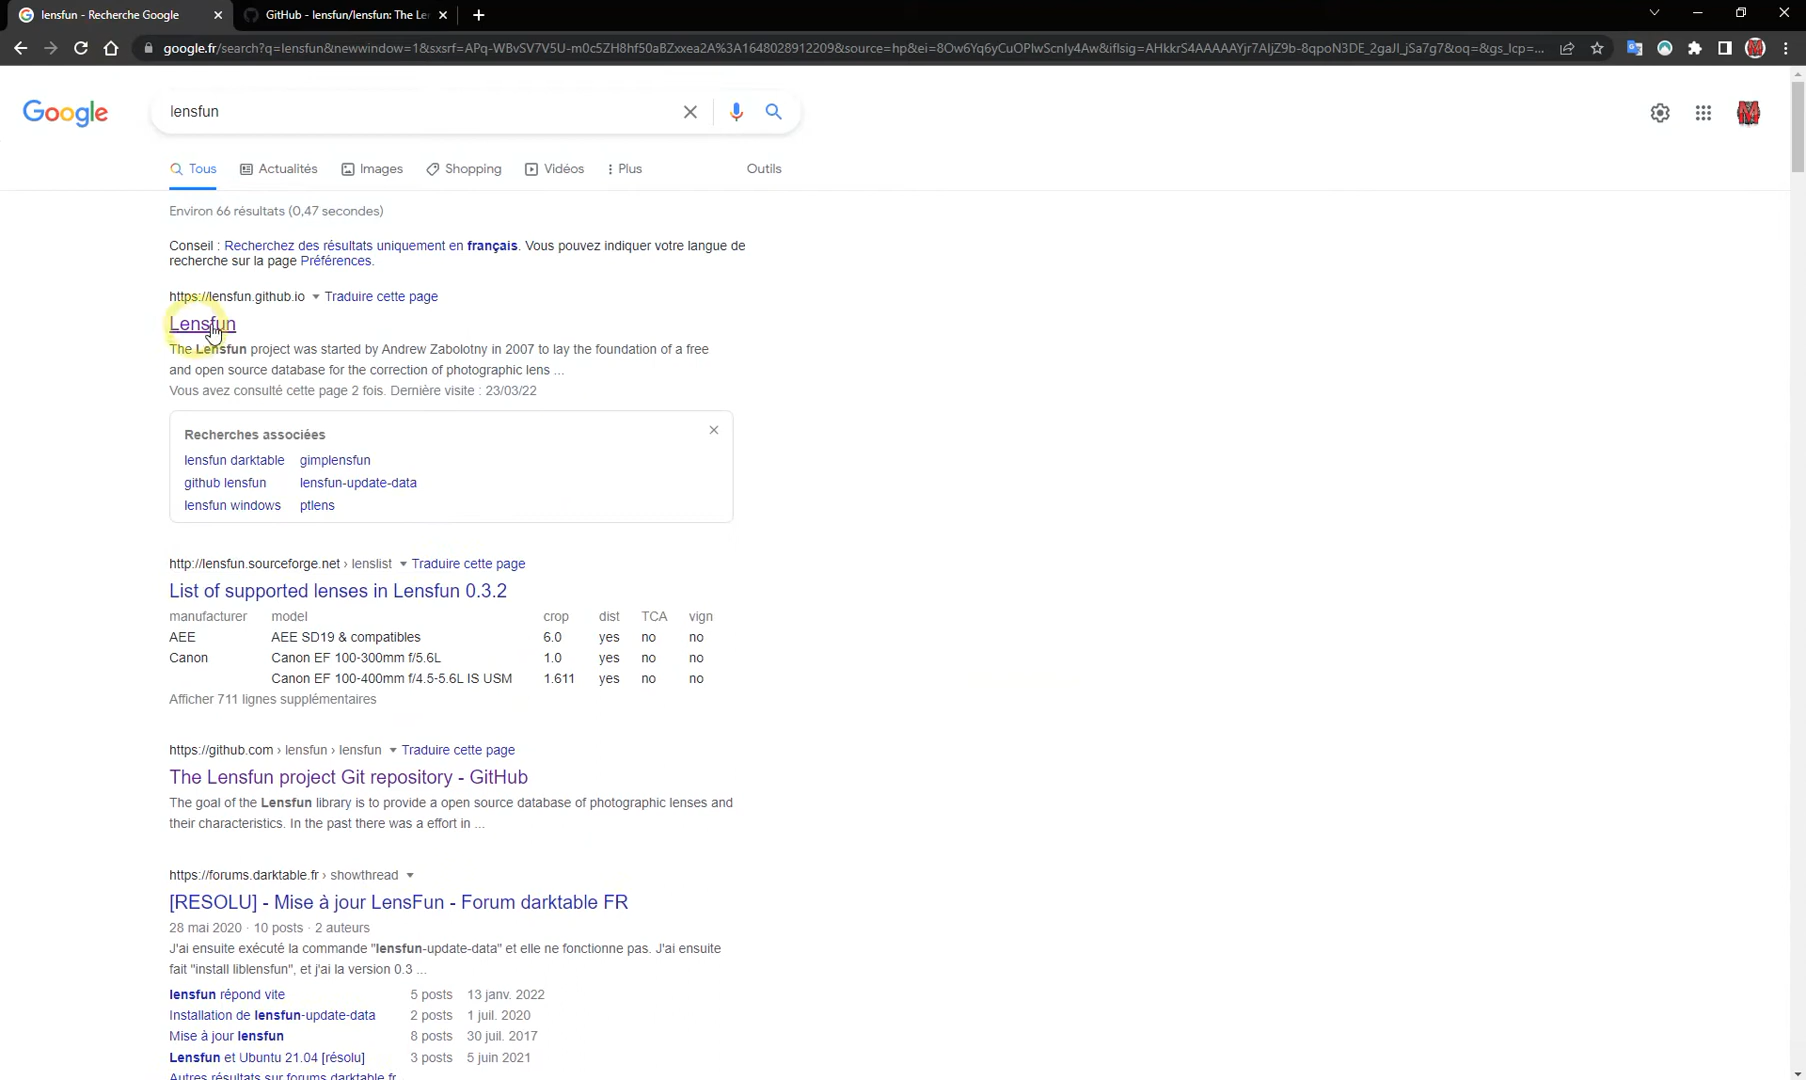 lensfun - Recherche Google
GitHub - lensfun/lensfun: The Le
google.fr/search?q=lensfun&newwindow=1&sxsrf=APq-WBvSV7V5U-m0c5ZH8hf50aBZxxea2A%3A1648028912209&source=hp&ei=8Ow6Yq6yCuOPlwScnly4Aw&iflsig=AHkkrS4AAAAAYjr7AljZ9b-8qpoN3DE_2gaJl_jSa7g7&oq=&gs_lcp=...
Google
lensfun
Tous Actualités Images Shopping Vidéos Plus Outils
Environ 66 résultats (0,47 secondes)
Conseil : Recherchez des résultats uniquement en français. Vous pouvez indiquer votre langue de
recherche sur la page Préférences.
https://lensfun.github.io Traduire cette page
Lensfun
The Lensfun project was started by Andrew Zabolotny in 2007 to lay the foundation of a free
and open source database for the correction of photographic lens ...
Vous avez consulté cette page 2 fois. Dernière visite : 23/03/22
Recherches associées
lensfun darktable gimplensfun
github lensfun lensfun-update-data
lensfun windows ptlens
http://lensfun.sourceforge.net › lenslist Traduire cette page
List of supported lenses in Lensfun 0.3.2
manufacturer model crop dist TCA vign
AEE AEE SD19 & compatibles 6.0 yes no no
Canon Canon EF 100-300mm f/5.6L 1.0 yes no no
Canon EF 100-400mm f/4.5-5.6L IS USM 1.611 yes no no
Afficher 711 lignes supplémentaires
https://github.com › lensfun › lensfun Traduire cette page
The Lensfun project Git repository - GitHub
The goal of the Lensfun library is to provide a open source database of photographic lenses and
their characteristics. In the past there was a effort in ...
https://forums.darktable.fr › showthread
[RESOLU] - Mise à jour LensFun - Forum darktable FR
28 mai 2020 · 10 posts · 2 auteurs
J'ai ensuite exécuté la commande "lensfun-update-data" et elle ne fonctionne pas. J'ai ensuite
fait "install liblensfun", et j'ai la version 0.3 ...
lensfun répond vite 5 posts 13 janv. 2022
Installation de lensfun-update-data 2 posts 1 juil. 2020
Mise à jour lensfun 8 posts 30 juil. 2017
Lensfun et Ubuntu 21.04 [résolu] 3 posts 5 juin 2021
Autres résultats sur forums.darktable.fr